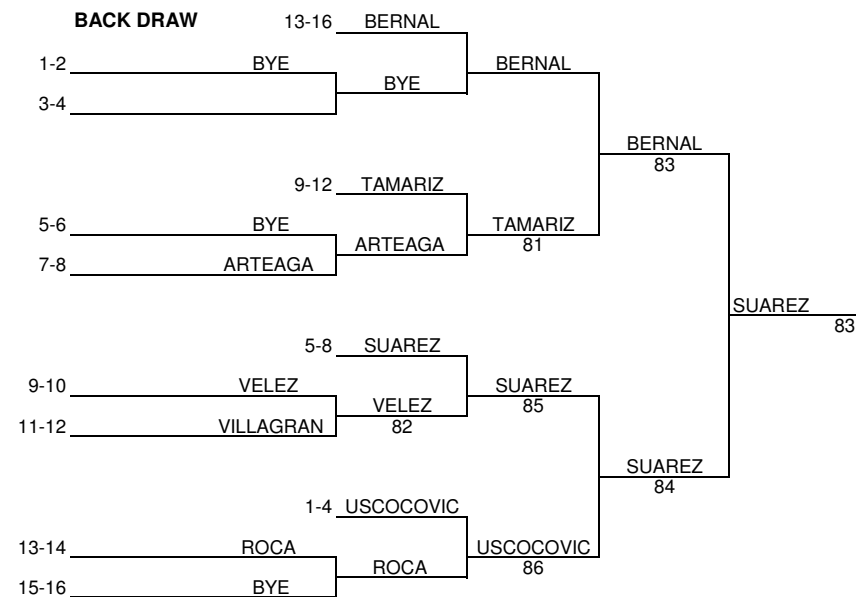 BACK DRAW
13-16 BERNAL
1-2 BYE BERNAL
BYE
3-4
BERNAL
83
9-12 TAMARIZ
5-6 BYE TAMARIZ
ARTEAGA 81
7-8 ARTEAGA
SUAREZ
83
5-8 SUAREZ
9-10 VELEZ SUAREZ
VELEZ 85
11-12 VILLAGRAN 82
SUAREZ
84
1-4 USCOCOVIC
13-14 ROCA USCOCOVIC
ROCA 86
15-16 BYE